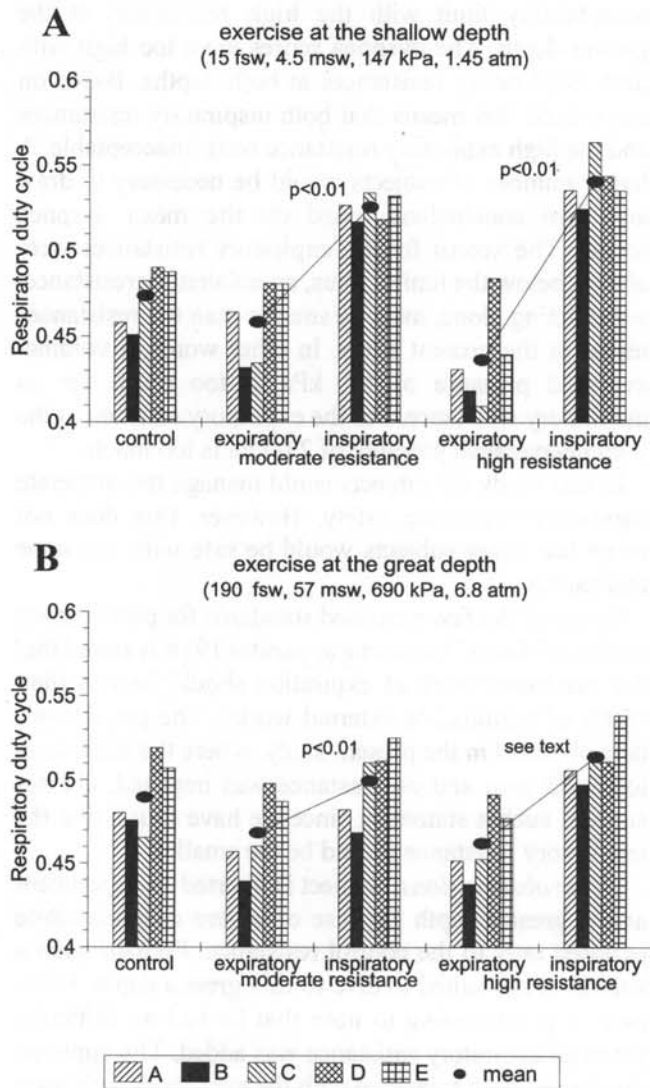 A
exercise at the shallow depth
(15 fsw, 4.5 msw, 147 kPa, 1.45 atm)
0.6
0.55
0.5
0.45
0.4
Respiratory duty cycle
p<0.01
p<0.01
control
expiratory
inspiratory
expiratory
inspiratory
moderate resistance
high resistance
B
exercise at the great depth
(190 fsw, 57 msw, 690 kPa, 6.8 atm)
0.6
0.55
0.5
0.45
0.4
Respiratory duty cycle
p<0.01
see text
control
expiratory
inspiratory
expiratory
inspiratory
moderate resistance
high resistance
A
B
C
D
E
mean